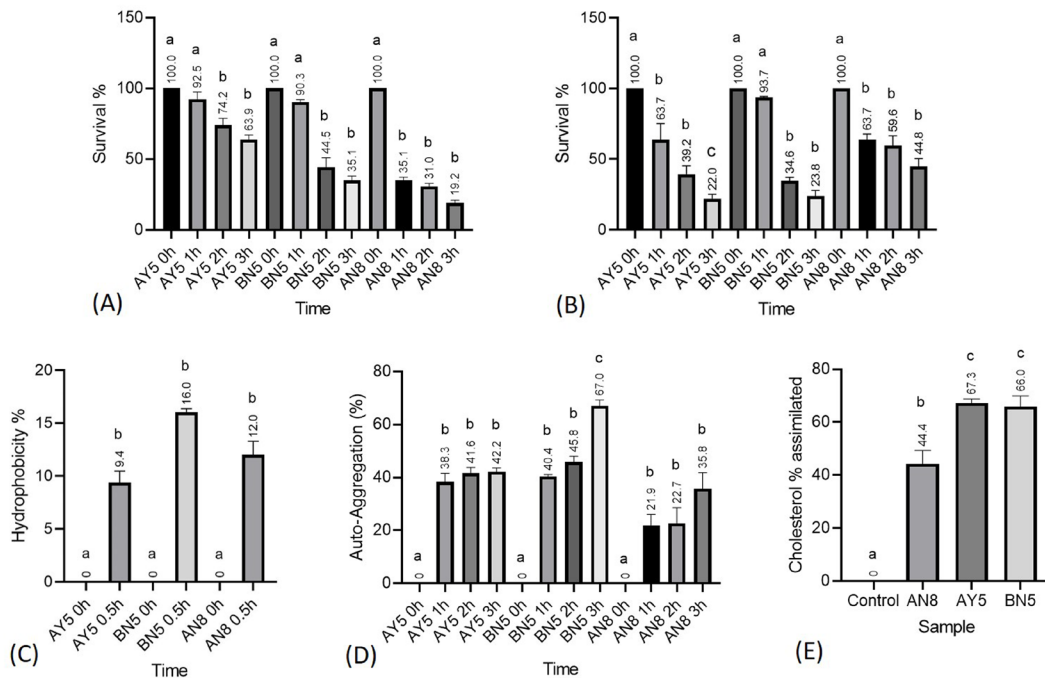 150
100
50
0
Survival %
a a b b a a b b a b b b
100.0 92.5 74.2 63.9 100.0 90.3 44.5 35.1 100.0 35.1 31.0 19.2
AY5 0h AY5 1h AY5 2h AY5 3h BN5 0h BN5 1h BN5 2h BN5 3h AN8 0h AN8 1h AN8 2h AN8 3h
Time
(A)
150
100
50
0
Survival %
a b b c a a b b a b b b
100.0 63.7 39.2 22.0 100.0 93.7 34.6 23.8 100.0 63.7 59.6 44.8
AY5 0h AY5 1h AY5 2h AY5 3h BN5 0h BN5 1h BN5 2h BN5 3h AN8 0h AN8 1h AN8 2h AN8 3h
Time
(B)
20
15
10
5
0
Hydrophobicity %
a b a b a b
0 9.4 0 16.0 0 12.0
AY5 0h AY5 0.5h BN5 0h BN5 0.5h AN8 0h AN8 0.5h
Time
(C)
80
60
40
20
0
Auto-Aggregation (%)
a b b b a b b c a b b b
0 38.3 41.6 42.2 0 40.4 45.8 67.0 0 21.9 22.7 35.8
AY5 0h AY5 1h AY5 2h AY5 3h BN5 0h BN5 1h BN5 2h BN5 3h AN8 0h AN8 1h AN8 2h AN8 3h
Time
(D)
80
60
40
20
0
Cholesterol % assimilated
a b c c
0 44.4 67.3 66.0
Control AN8 AY5 BN5
Sample
(E)